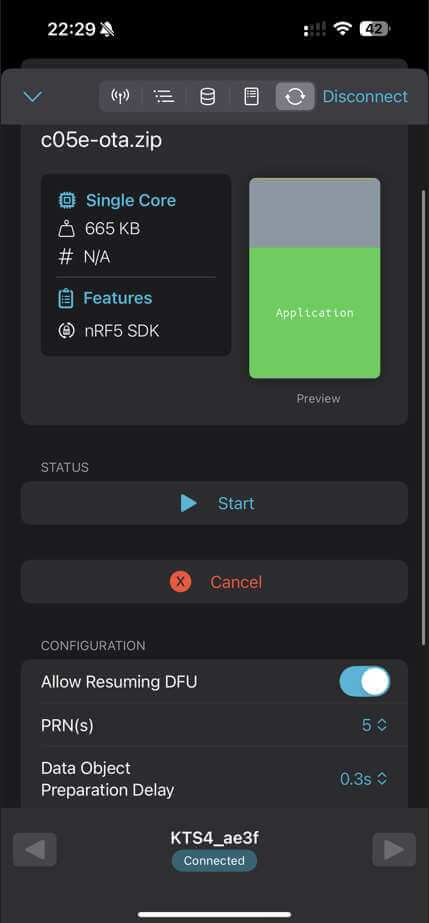 22:29
42
Disconnect
c05e-ota.zip
Single Core
665 KB
# N/A
Features
nRF5 SDK
Application
Preview
STATUS
Start
X Cancel
CONFIGURATION
Allow Resuming DFU
PRN(s)
5
Data Object
Preparation Delay
0.3s
KTS4_ae3f
Connected